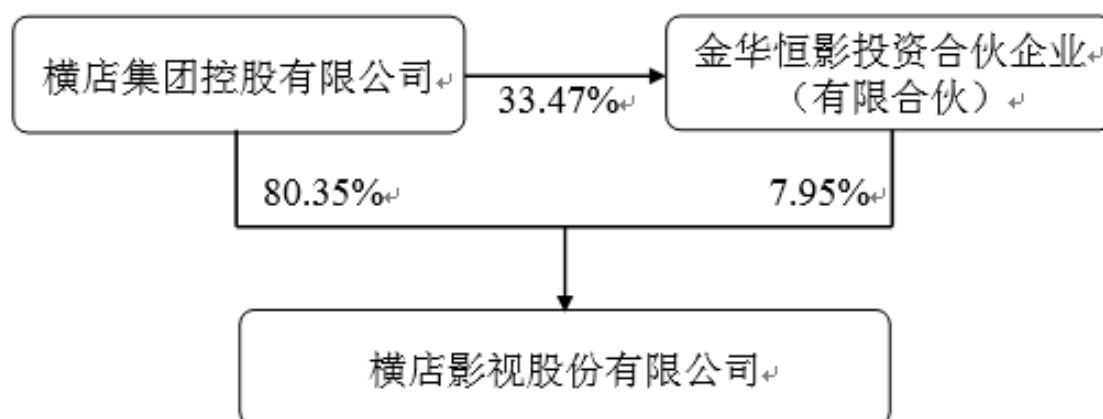 横店集团控股有限公司
金华恒影投资合伙企业
（有限合伙）
33.47%
80.35%
7.95%
横店影视股份有限公司